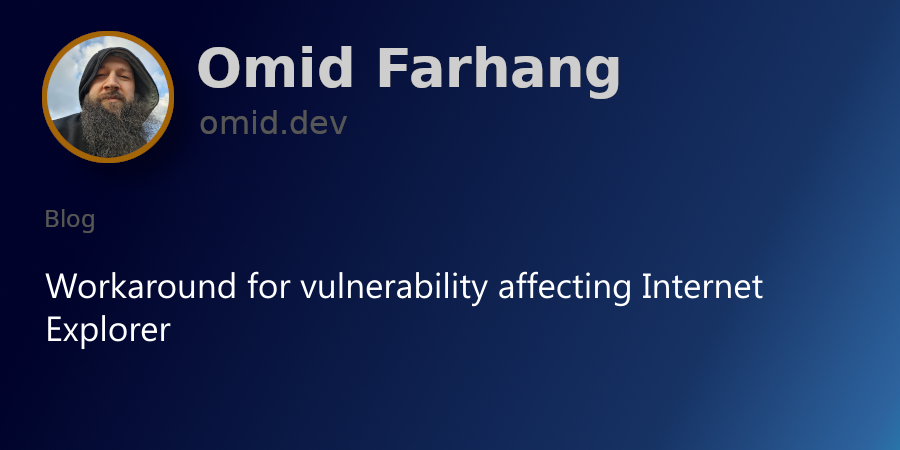 Omid Farhang
omid.dev
Blog
Workaround for vulnerability affecting Internet
Explorer